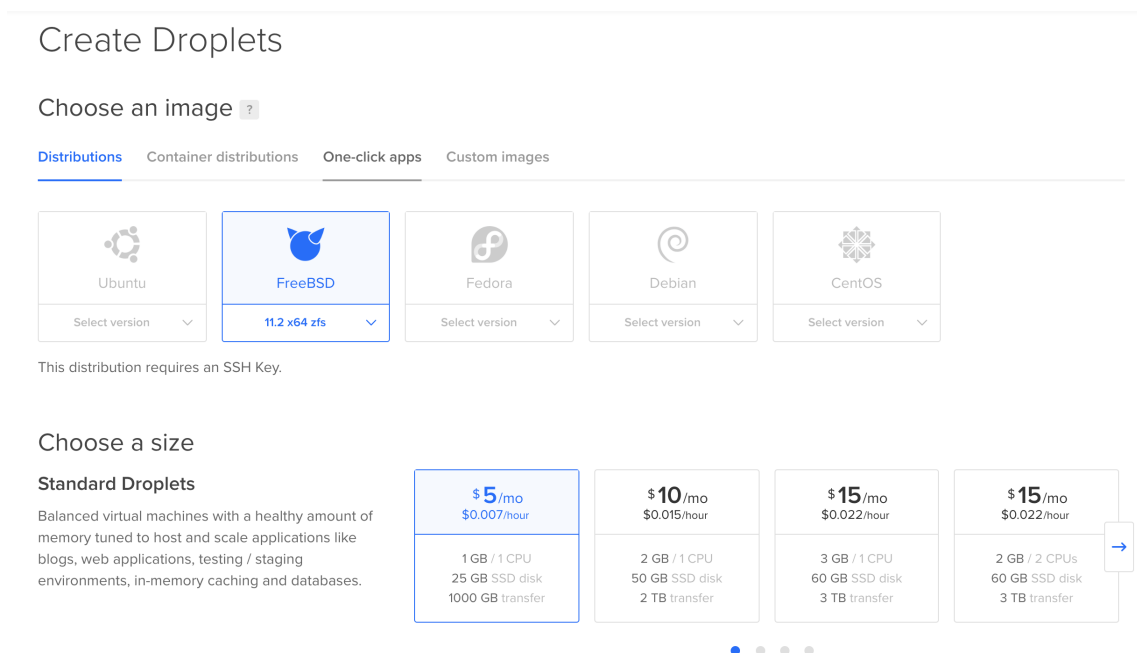 Create Droplets
Choose an image ?
Distributions Container distributions One-click apps Custom images
Ubuntu FreeBSD Fedora Debian CentOS
Select version 11.2 x64 zfs Select version Select version Select version
This distribution requires an SSH Key.
Choose a size
Standard Droplets
Balanced virtual machines with a healthy amount of
memory tuned to host and scale applications like
blogs, web applications, testing / staging
environments, in-memory caching and databases.
$5/mo
$0.007/hour
1 GB / 1 CPU
25 GB SSD disk
1000 GB transfer
$10/mo
$0.015/hour
2 GB / 1 CPU
50 GB SSD disk
2 TB transfer
$15/mo
$0.022/hour
3 GB / 1 CPU
60 GB SSD disk
3 TB transfer
$15/mo
$0.022/hour
2 GB / 2 CPUs
60 GB SSD disk
3 TB transfer